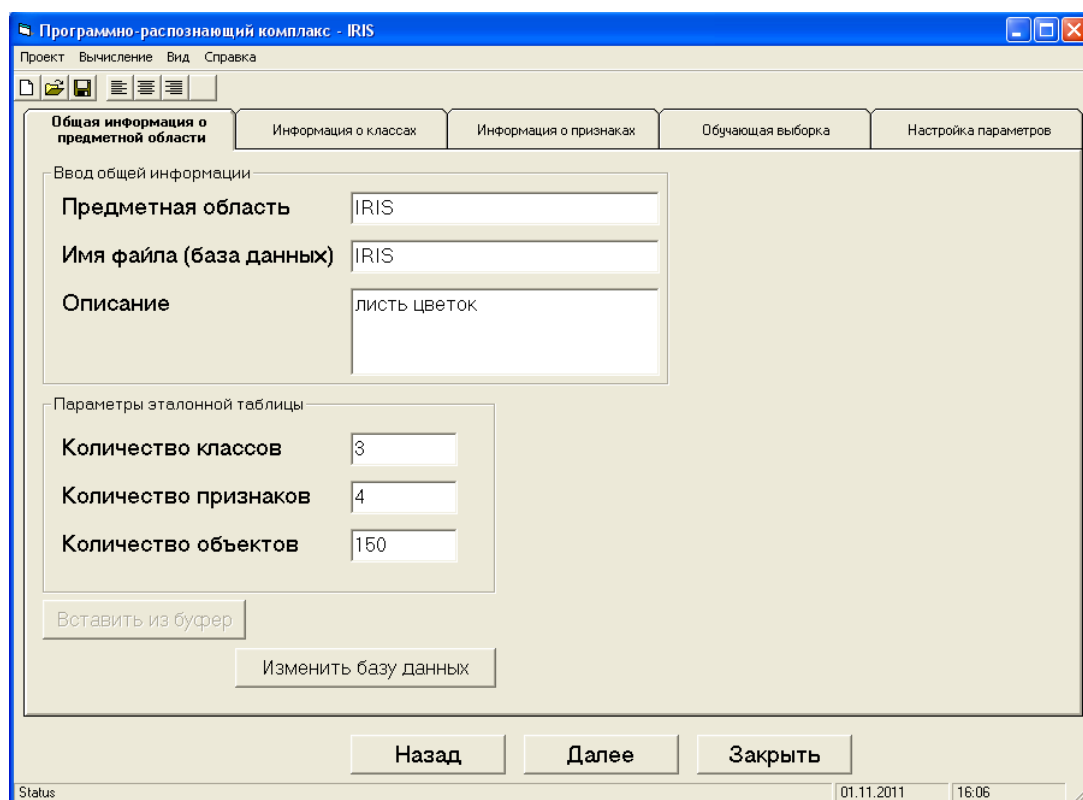 Программно-распознающий комплакс - IRIS
Проект Вычисление Вид Справка
Общая информация о
предметной области
Информация о классах
Информация о признаках
Обучающая выборка
Настройка параметров
Ввод общей информации
Предметная область
IRIS
Имя файла (база данных)
IRIS
Описание
листь цветок
Параметры эталонной таблицы
Количество классов
3
Количество признаков
4
Количество объектов
150
Вставить из буфер
Изменить базу данных
Назад
Далее
Закрыть
Status
01.11.2011
16:06